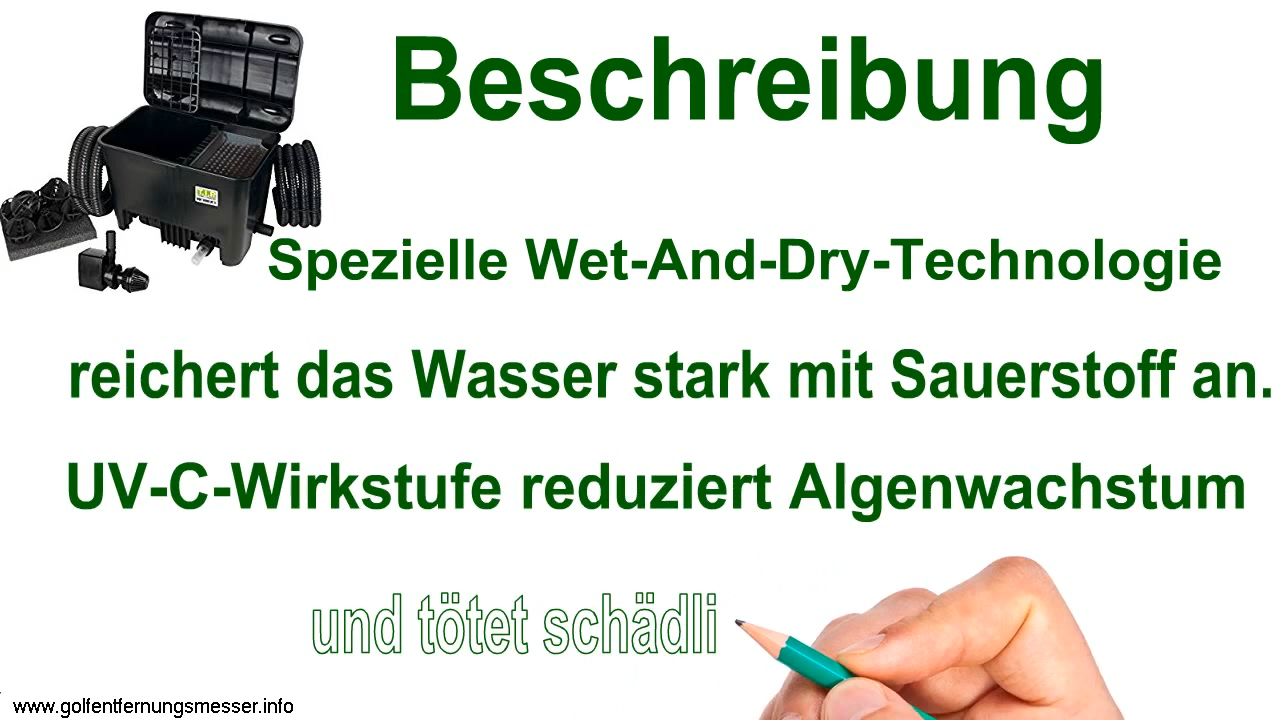 Beschreibung
Spezielle Wet-And-Dry-Technologie
reichert das Wasser stark mit Sauerstoff an.
UV-C-Wirkstufe reduziert Algenwachstum
und tötet schädli
www.golfentfernungsmesser.info